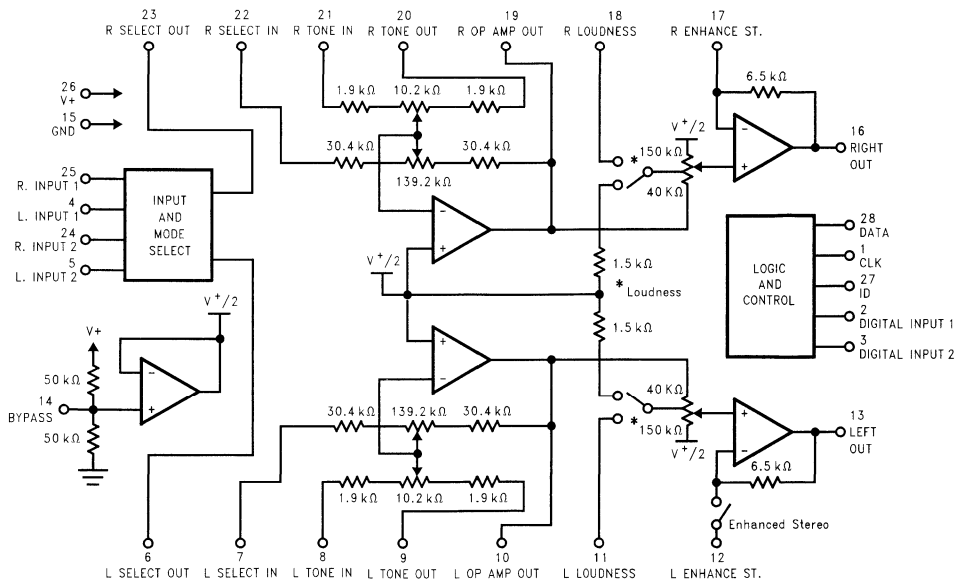 23 22 21 20 19 18 17
R SELECT OUT R SELECT IN R TONE IN R TONE OUT R OP AMP OUT R LOUDNESS R ENHANCE ST.
6.5 kΩ
1.9 kΩ 10.2 kΩ 1.9 kΩ
26
V+
15
GND
V+/2
16
RIGHT
OUT
30.4 kΩ 30.4 kΩ
139.2 kΩ
* 150 kΩ
40 KΩ
25
R. INPUT 1
4
L. INPUT 1
24
R. INPUT 2
5
L. INPUT 2
INPUT
AND
MODE
SELECT
V+/2
1.5 kΩ
* Loudness
1.5 kΩ
LOGIC
AND
CONTROL
28
DATA
1
CLK
27
ID
2
DIGITAL INPUT 1
3
DIGITAL INPUT 2
V+/2
V+
50 kΩ
14
BYPASS
50 kΩ
40 KΩ
* 150 kΩ
V+/2
13
LEFT
OUT
30.4 kΩ 139.2 kΩ 30.4 kΩ
6.5 kΩ
1.9 kΩ 10.2 kΩ 1.9 kΩ
Enhanced Stereo
6 7 8 9 10 11 12
L SELECT OUT L SELECT IN L TONE IN L TONE OUT L OP AMP OUT L LOUDNESS L ENHANCE ST.